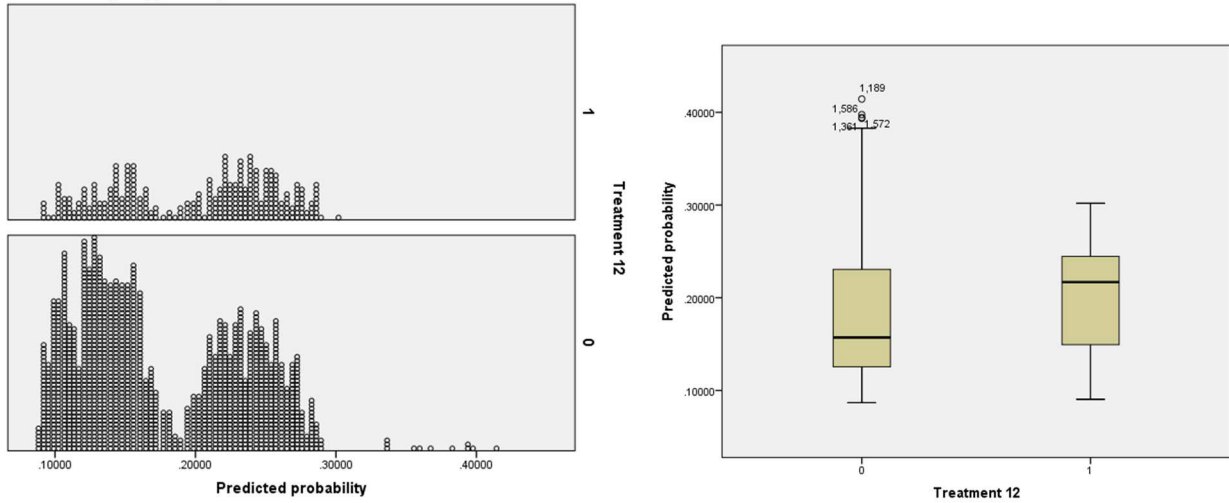 1
Treatment 12
0
.10000 .20000 .30000 .40000
Predicted probability
Predicted probability
.40000
.30000
.20000
.10000
1,189
1,586
1,361 1,572
0 1
Treatment 12